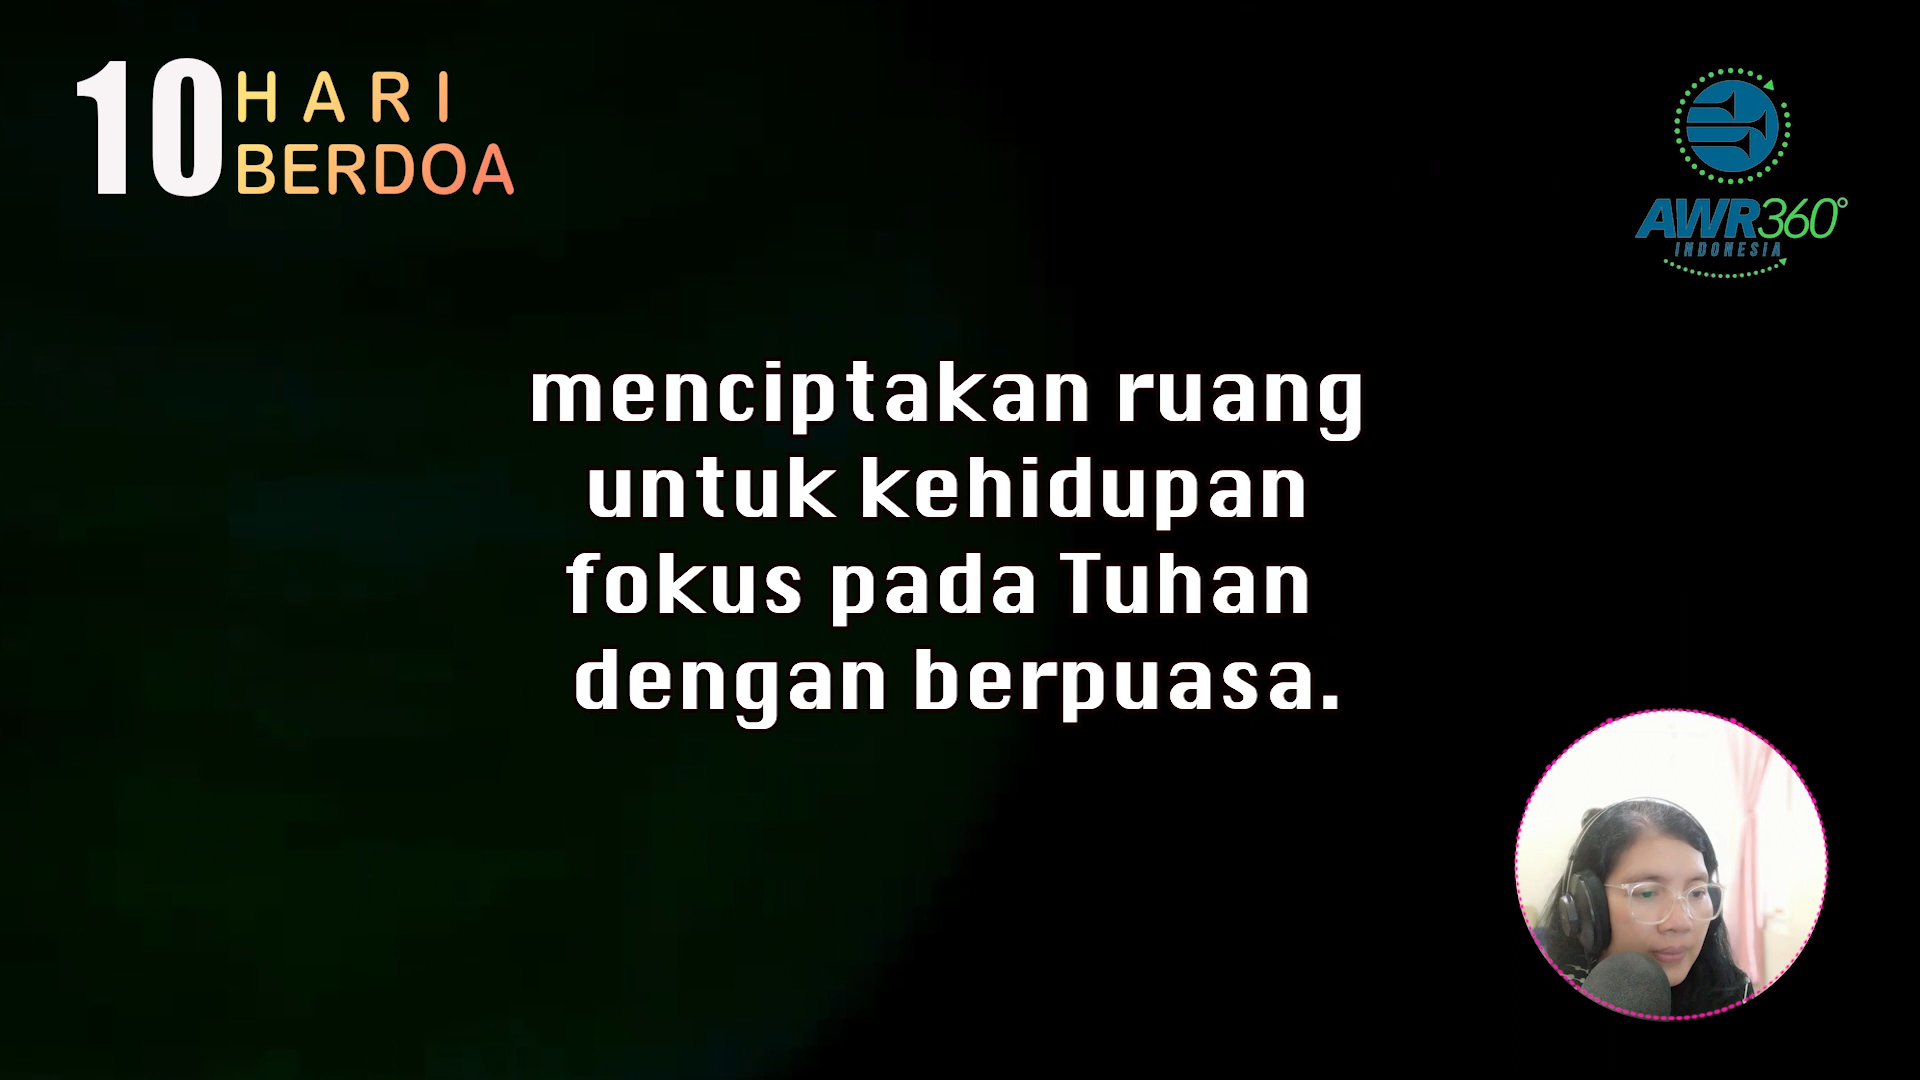 10 HARI
BERDOA
AWR360°
INDONESIA
menciptakan ruang
untuk kehidupan
fokus pada Tuhan
dengan berpuasa.